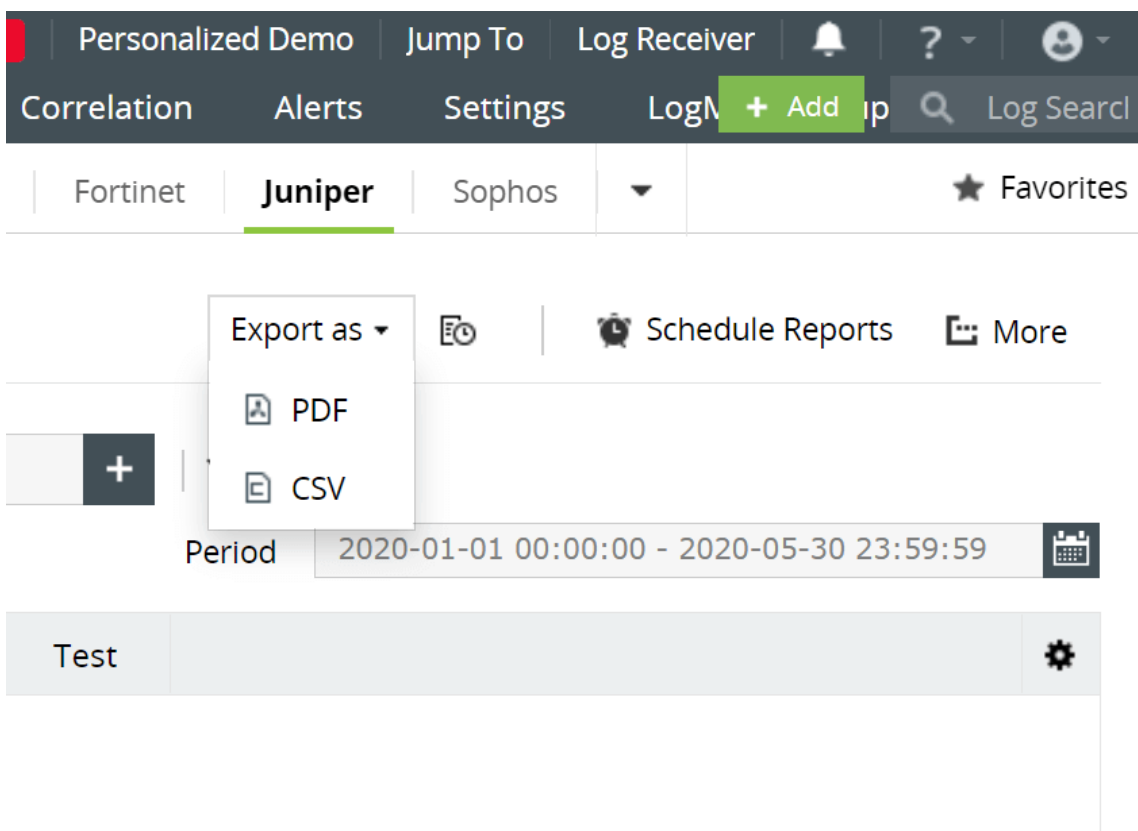 Personalized Demo Jump To Log Receiver ?
Correlation Alerts Settings + Add Log
Fortinet Juniper Sophos Favorites
Export as Schedule Reports More
PDF
+
CSV
Period 2020-01-01 00:00:00 - 2020-05-30 23:59:59
Test